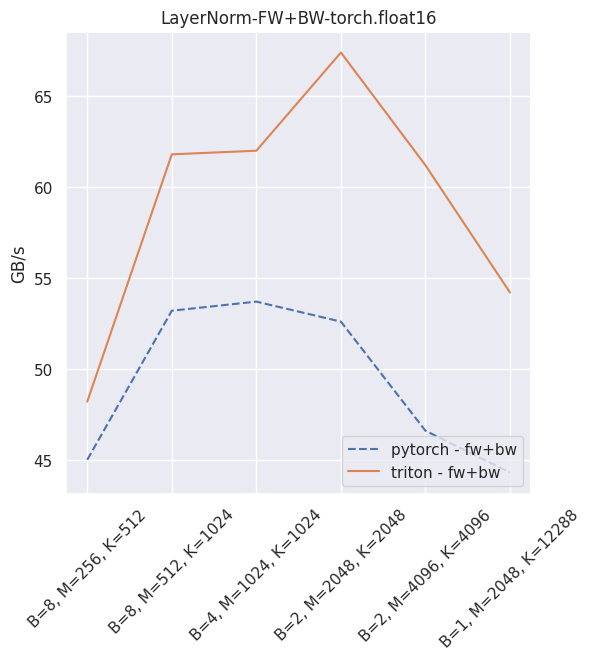 LayerNorm-FW+BW-torch.float16
GB/s
65
60
55
50
45
pytorch - fw+bw
triton - fw+bw
B=8, M=256, K=512
B=8, M=512, K=1024
B=4, M=1024, K=1024
B=2, M=2048, K=2048
B=2, M=4096, K=4096
B=1, M=2048, K=12288